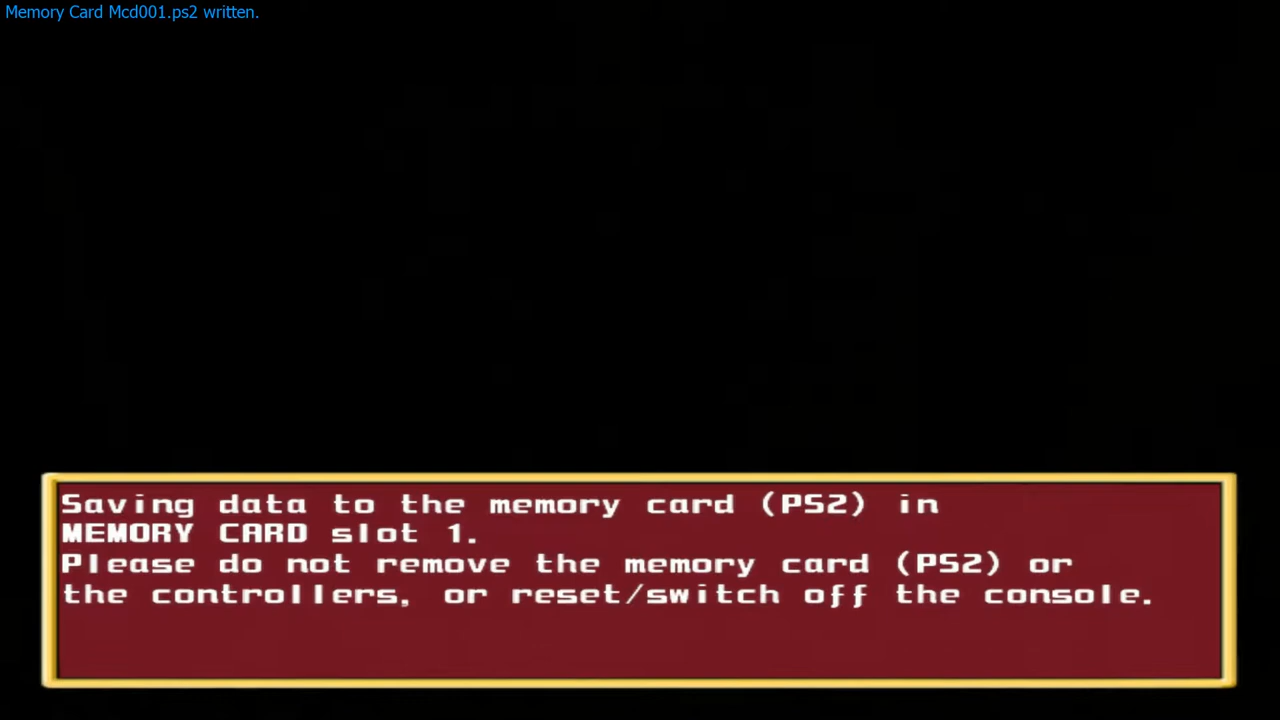 Memory Card Mcd001.ps2 written.
Saving data to the memory card (PS2) in
MEMORY CARD slot 1.
Please do not remove the memory card (PS2) or
the controllers, or reset/switch off the console.